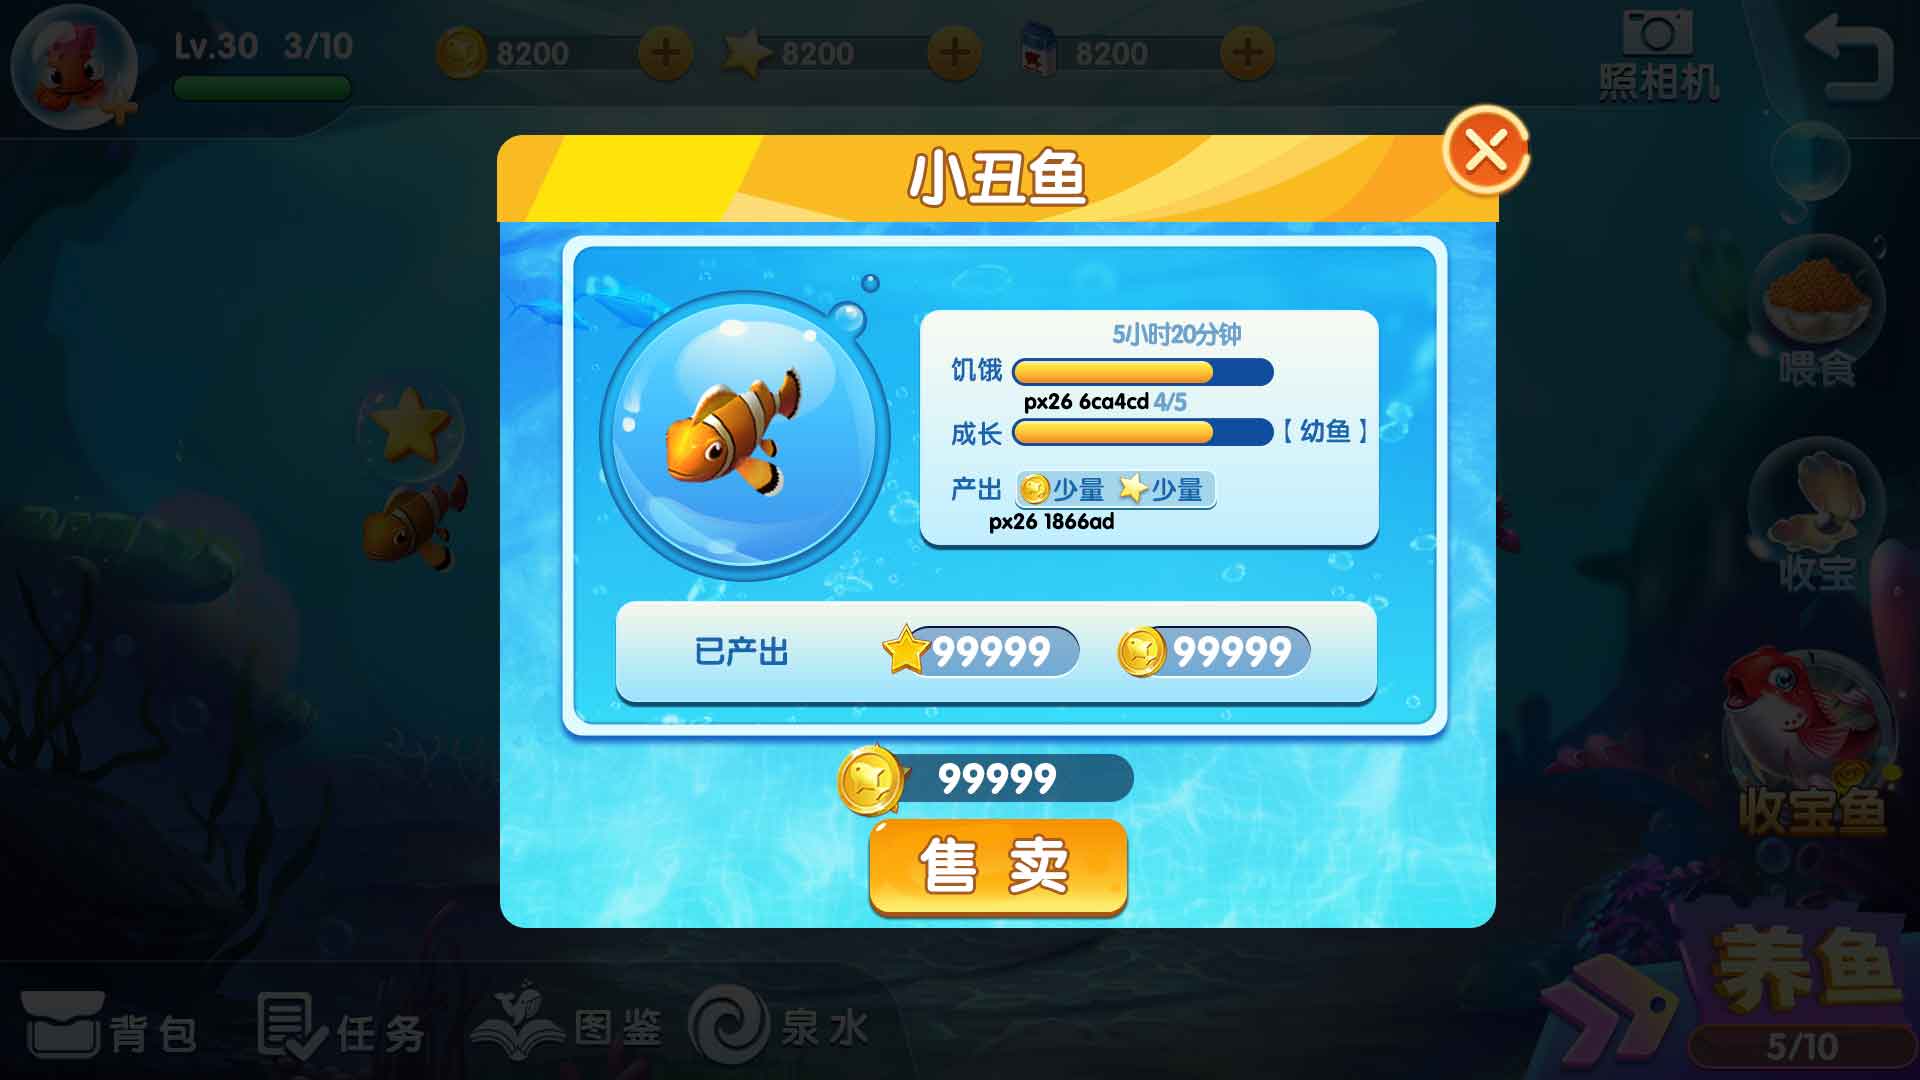 Lv.30 3/10
8200
8200
8200
照相机
小丑鱼
5小时20分钟
饥饿
px26 6ca4cd 4/5
成长 【幼鱼】
产出 少量 少量
px26 1866ad
已产出 99999 99999
99999
售卖
喂食
收宝
收宝鱼
养鱼
5/10
背包
任务
图鉴
泉水